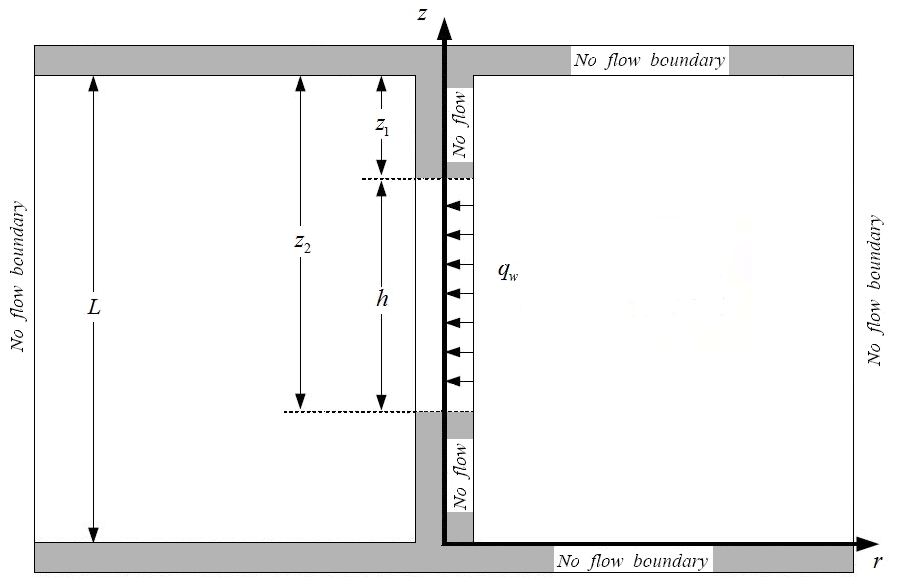 z
No flow boundary
z1
No flow
No flow boundary
z2
qw
No flow boundary
L
h
No flow
No flow boundary
r